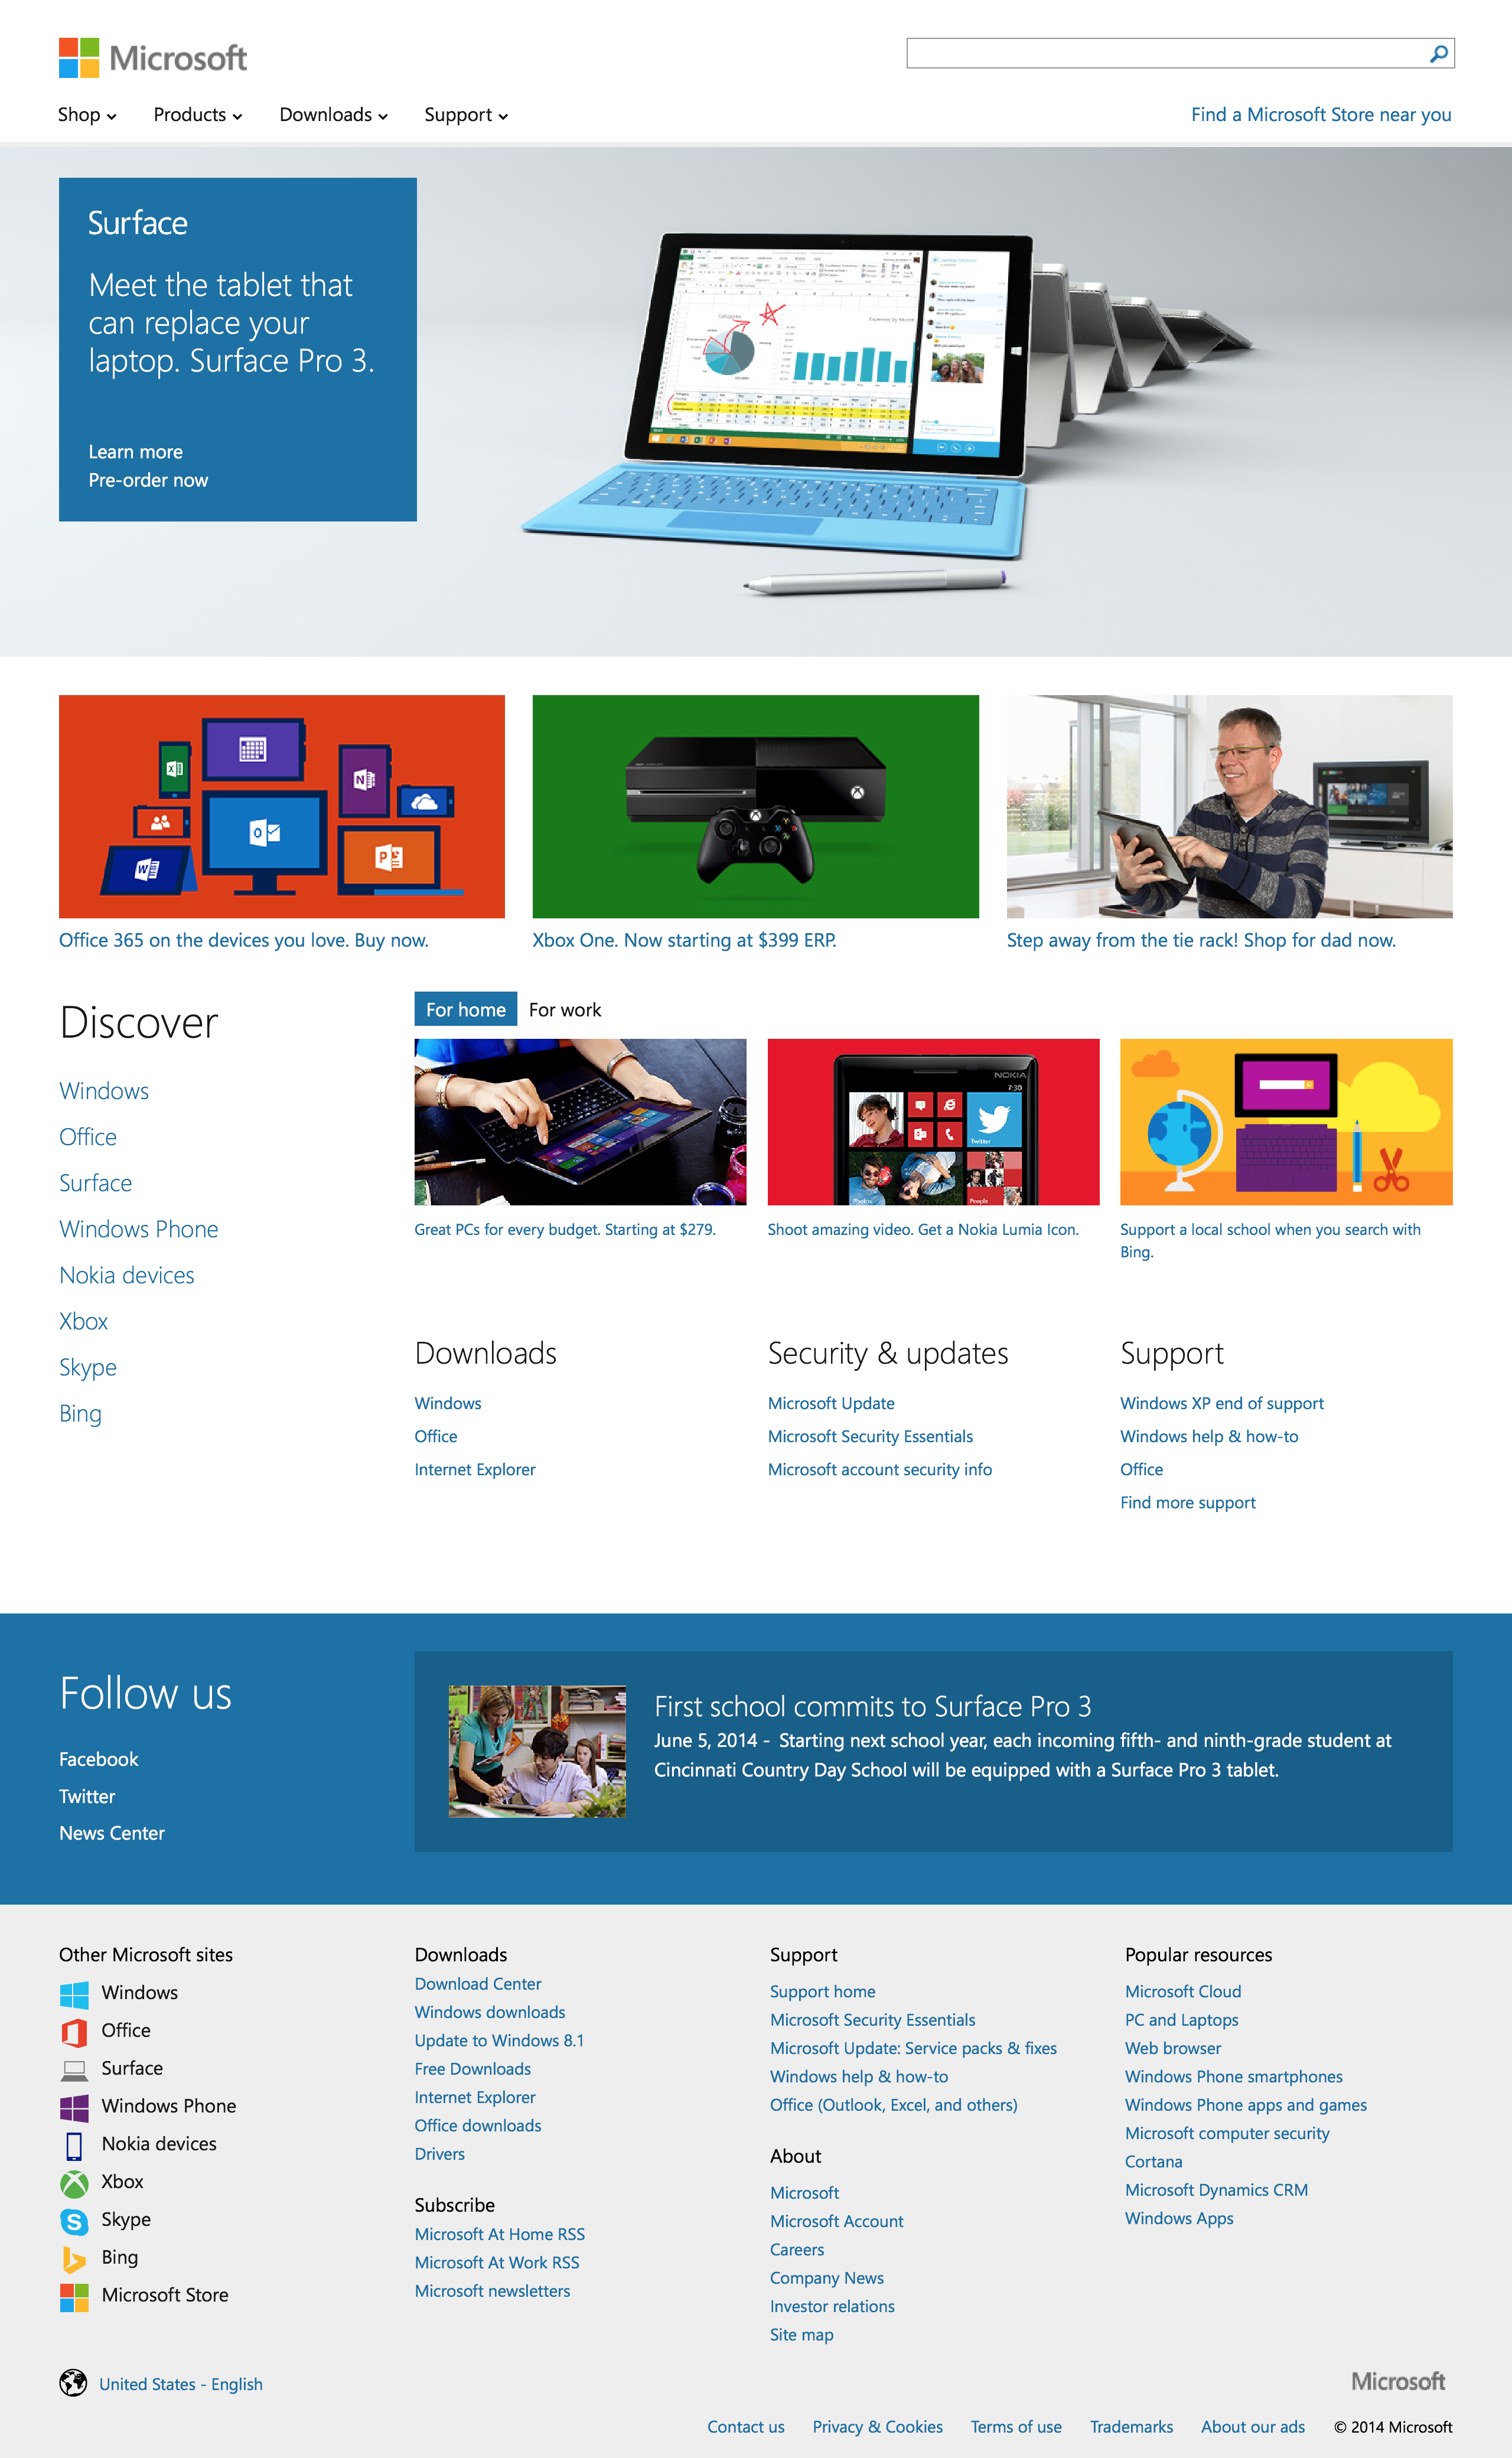 Microsoft
Shop
Products
Downloads
Support
Find a Microsoft Store near you
Surface
Meet the tablet that
can replace your
laptop. Surface Pro 3.
Learn more
Pre-order now
Office 365 on the devices you love. Buy now.
Xbox One. Now starting at $399 ERP.
Step away from the tie rack! Shop for dad now.
Discover
Windows
Office
Surface
Windows Phone
Nokia devices
Xbox
Skype
Bing
For home
For work
NOKIA
7:30
Twitter
Photos
People
Great PCs for every budget. Starting at $279.
Shoot amazing video. Get a Nokia Lumia Icon.
Support a local school when you search with
Bing.
Downloads
Windows
Office
Internet Explorer
Security & updates
Microsoft Update
Microsoft Security Essentials
Microsoft account security info
Support
Windows XP end of support
Windows help & how-to
Office
Find more support
Follow us
Facebook
Twitter
News Center
First school commits to Surface Pro 3
June 5, 2014 - Starting next school year, each incoming fifth- and ninth-grade student at
Cincinnati Country Day School will be equipped with a Surface Pro 3 tablet.
Other Microsoft sites
Windows
Office
Surface
Windows Phone
Nokia devices
Xbox
Skype
Bing
Microsoft Store
Downloads
Download Center
Windows downloads
Update to Windows 8.1
Free Downloads
Internet Explorer
Office downloads
Drivers
Subscribe
Microsoft At Home RSS
Microsoft At Work RSS
Microsoft newsletters
Support
Support home
Microsoft Security Essentials
Microsoft Update: Service packs & fixes
Windows help & how-to
Office (Outlook, Excel, and others)
About
Microsoft
Microsoft Account
Careers
Company News
Investor relations
Site map
Popular resources
Microsoft Cloud
PC and Laptops
Web browser
Windows Phone smartphones
Windows Phone apps and games
Microsoft computer security
Cortana
Microsoft Dynamics CRM
Windows Apps
United States - English
Microsoft
Contact us
Privacy & Cookies
Terms of use
Trademarks
About our ads
© 2014 Microsoft